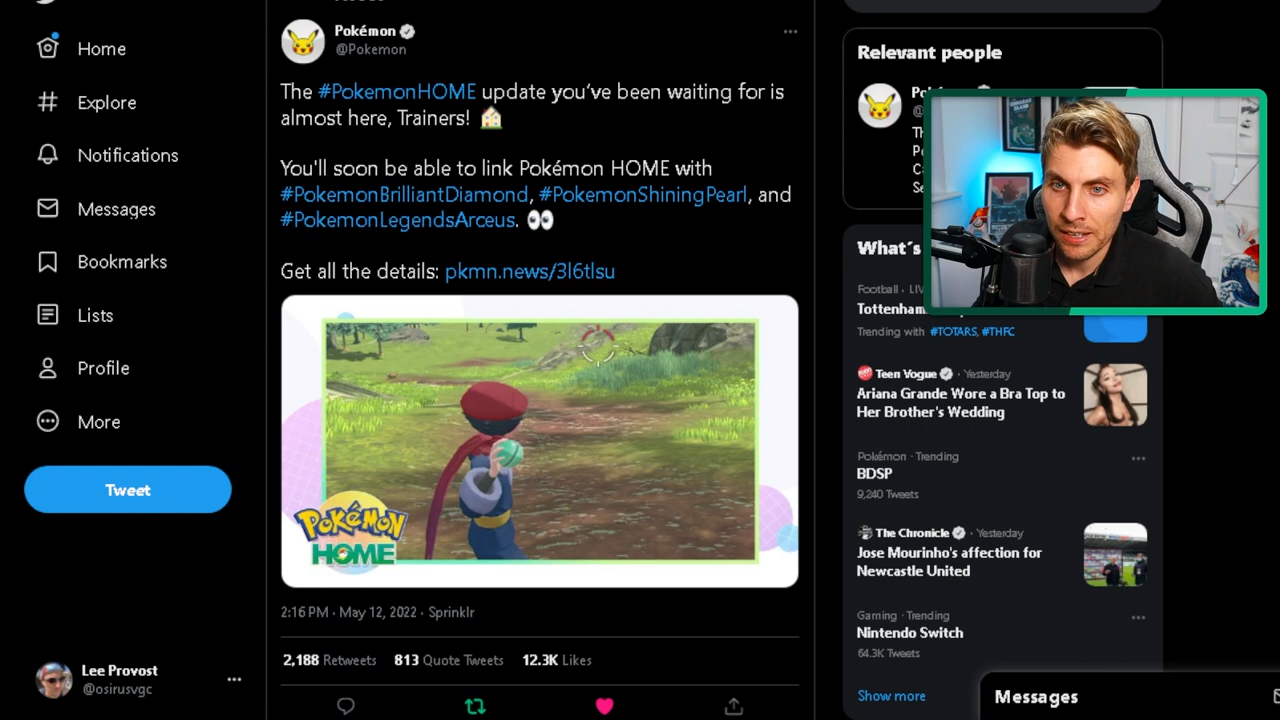 Home
Explore
Notifications
Messages
Bookmarks
Lists
Profile
More
Tweet
Lee Provost
@osirusvgc
Pokémon
@Pokemon
The #PokemonHOME update you've been waiting for is
almost here, Trainers!
You'll soon be able to link Pokémon HOME with
#PokemonBrilliantDiamond, #PokemonShiningPearl, and
#PokemonLegendsArceus.
Get all the details: pkmn.news/3l6tlsu
POKéMON
HOME
2:16 PM · May 12, 2022 · Sprinklr
2,188 Retweets 813 Quote Tweets 12.3K Likes
Relevant people
What's
Football · LIV
Tottenham
Trending with #TOTARS, #THFC
Teen Vogue · Yesterday
Ariana Grande Wore a Bra Top to
Her Brother's Wedding
Pokémon · Trending
BDSP
9,240 Tweets
The Chronicle · Yesterday
Jose Mourinho's affection for
Newcastle United
Gaming · Trending
Nintendo Switch
64.3K Tweets
Show more
Messages